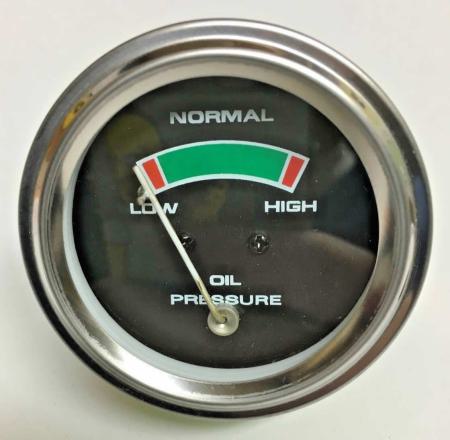 NORMAL
LOW HIGH
OIL
PRESSURE